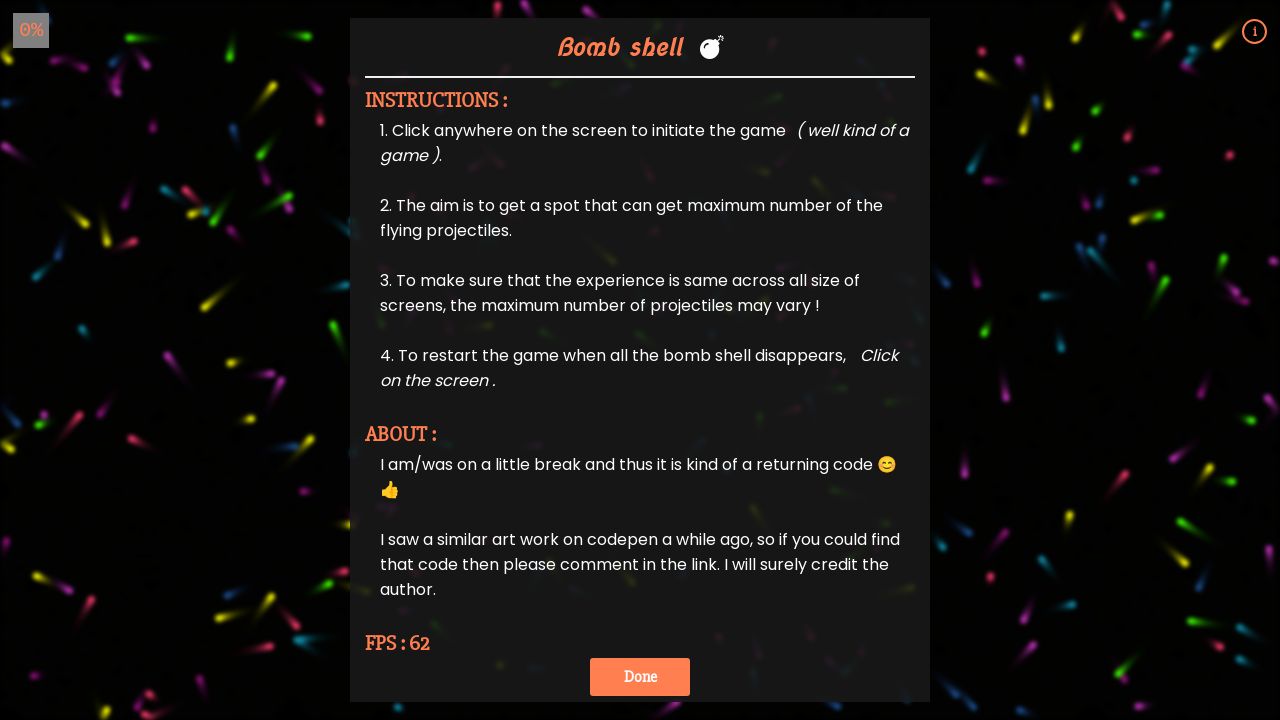 0%
i
Bomb shell 💣
INSTRUCTIONS :
1. Click anywhere on the screen to initiate the game ( well kind of a
game ).
2. The aim is to get a spot that can get maximum number of the
flying projectiles.
3. To make sure that the experience is same across all size of
screens, the maximum number of projectiles may vary !
4. To restart the game when all the bomb shell disappears, Click
on the screen .
ABOUT :
I am/was on a little break and thus it is kind of a returning code 😊
👍
I saw a similar art work on codepen a while ago, so if you could find
that code then please comment in the link. I will surely credit the
author.
FPS : 62
Done